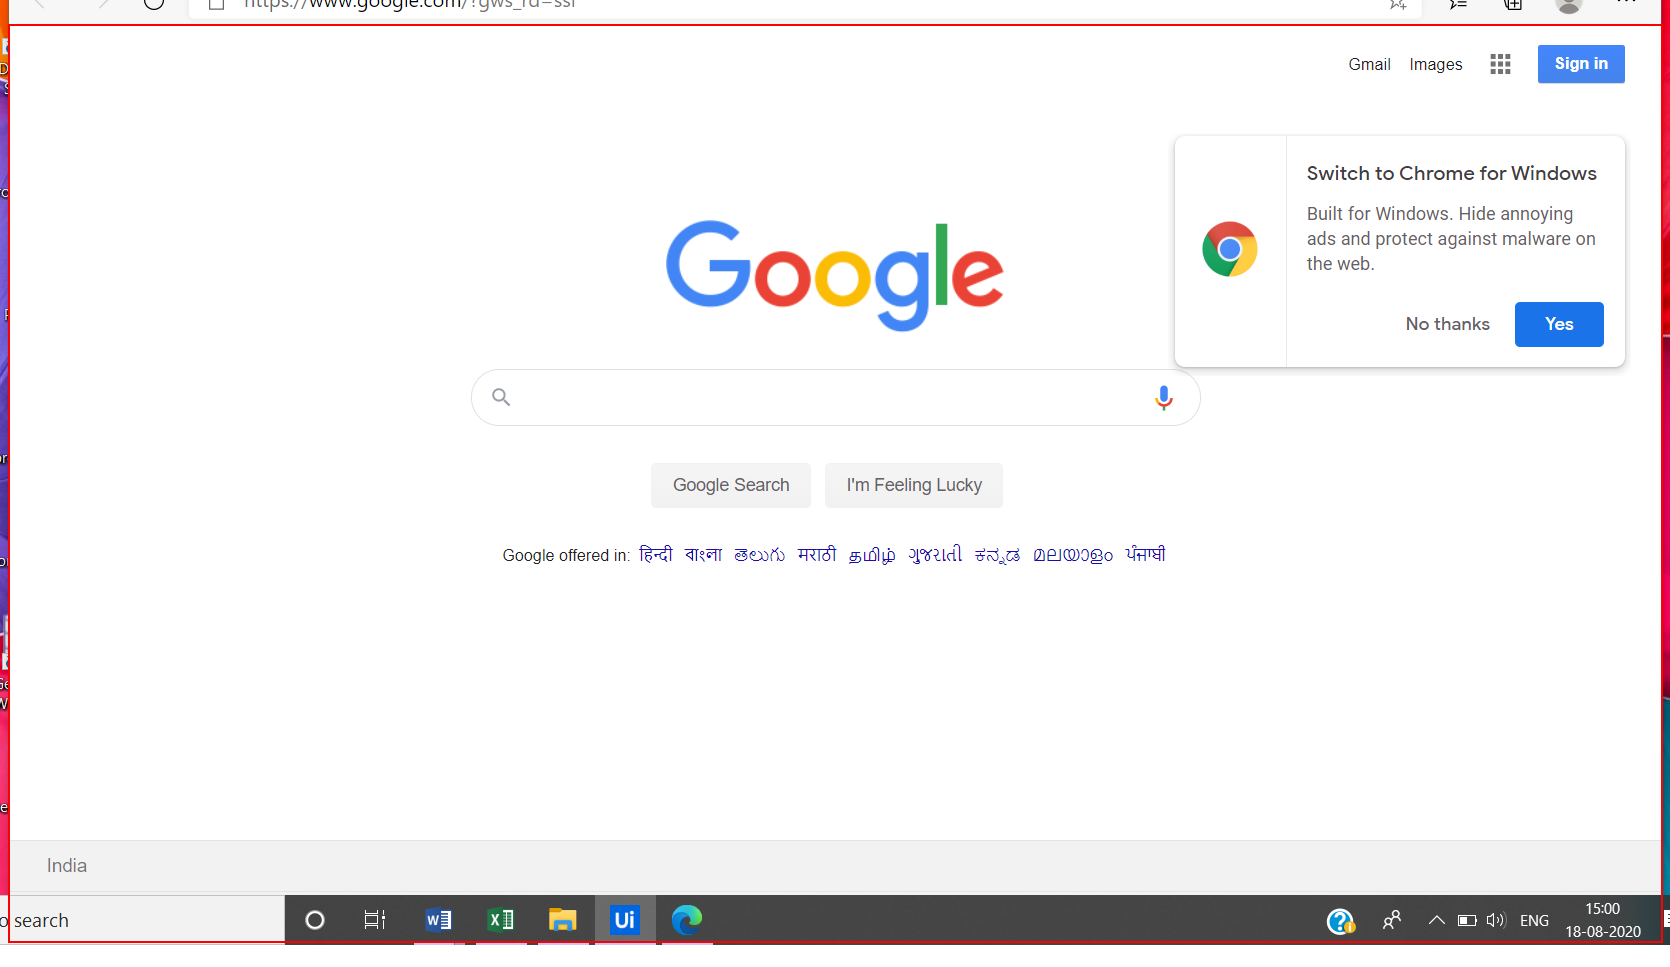 https://www.google.com/?gws_rd=ssl
Gmail Images Sign in
Switch to Chrome for Windows
Built for Windows. Hide annoying
ads and protect against malware on
the web.
No thanks Yes
Google
Google Search I'm Feeling Lucky
Google offered in: हिन्दी বাংলা తెలుగు मराठी தமிழ் ગુજરાતી ಕನ್ನಡ മലയാളം ਪੰਜਾਬੀ
India
o search
Ui
ENG
15:00
18-08-2020